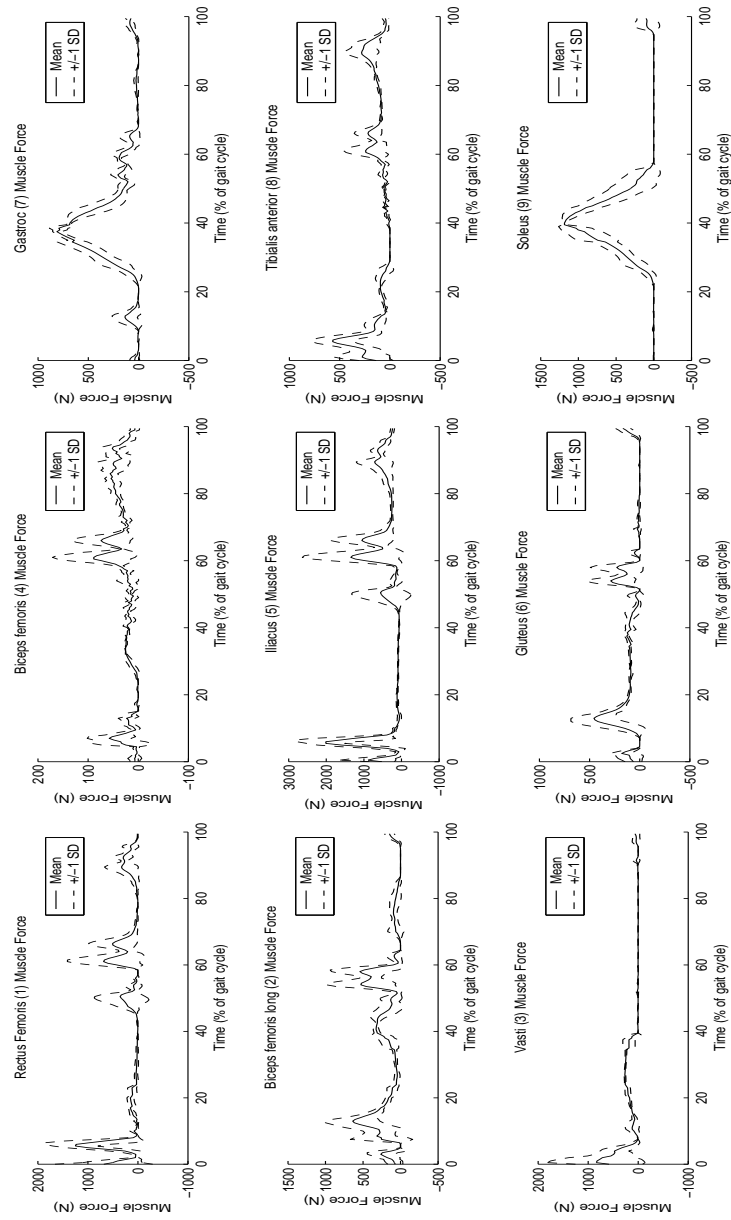 Rectus Femoris (1) Muscle Force
Muscle Force (N)
2000
1000
0
−1000
Mean
+/−1 SD
0 20 40 60 80 100
Time (% of gait cycle)
Biceps femoris (4) Muscle Force
Muscle Force (N)
200
100
0
−100
Mean
+/−1 SD
0 20 40 60 80 100
Time (% of gait cycle)
Gastroc (7) Muscle Force
Muscle Force (N)
1000
500
0
−500
Mean
+/−1 SD
0 20 40 60 80 100
Time (% of gait cycle)
Biceps femoris long (2) Muscle Force
Muscle Force (N)
1500
1000
500
0
−500
Mean
+/−1 SD
0 20 40 60 80 100
Time (% of gait cycle)
Iliacus (5) Muscle Force
Muscle Force (N)
3000
2000
1000
0
−1000
Mean
+/−1 SD
0 20 40 60 80 100
Time (% of gait cycle)
Tibialis anterior (8) Muscle Force
Muscle Force (N)
1000
500
0
−500
Mean
+/−1 SD
0 20 40 60 80 100
Time (% of gait cycle)
Vasti (3) Muscle Force
Muscle Force (N)
2000
1000
0
−1000
Mean
+/−1 SD
0 20 40 60 80 100
Time (% of gait cycle)
Gluteus (6) Muscle Force
Muscle Force (N)
1000
500
0
−500
Mean
+/−1 SD
0 20 40 60 80 100
Time (% of gait cycle)
Soleus (9) Muscle Force
Muscle Force (N)
1500
1000
500
0
−500
Mean
+/−1 SD
0 20 40 60 80 100
Time (% of gait cycle)